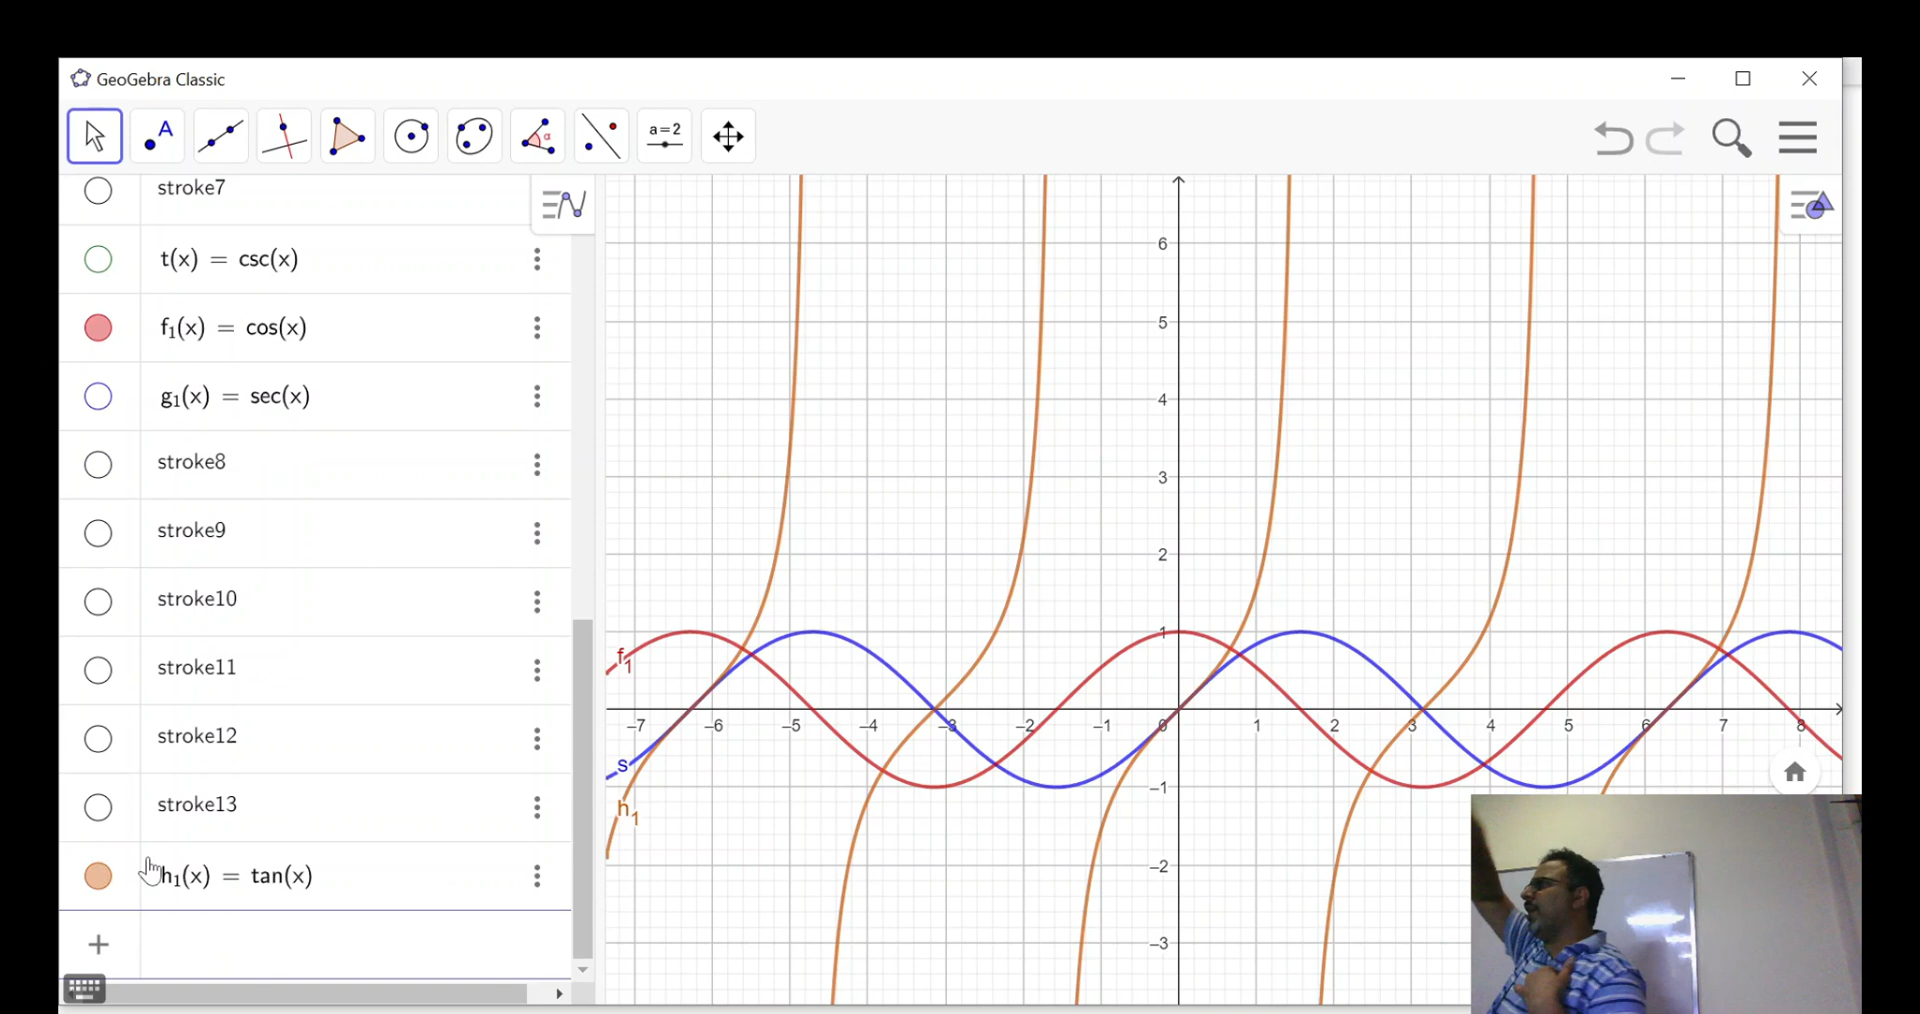 GeoGebra Classic
A
α
a=2
stroke7
t(x) = csc(x)
f₁(x) = cos(x)
g₁(x) = sec(x)
stroke8
stroke9
stroke10
stroke11
stroke12
stroke13
h₁(x) = tan(x)
+
6
5
4
3
2
1
f₁
−7 −6 −5 −4 −3 −2 −1 0 1 2 3 4 5 6 7 8
s
−1
h₁
−2
−3